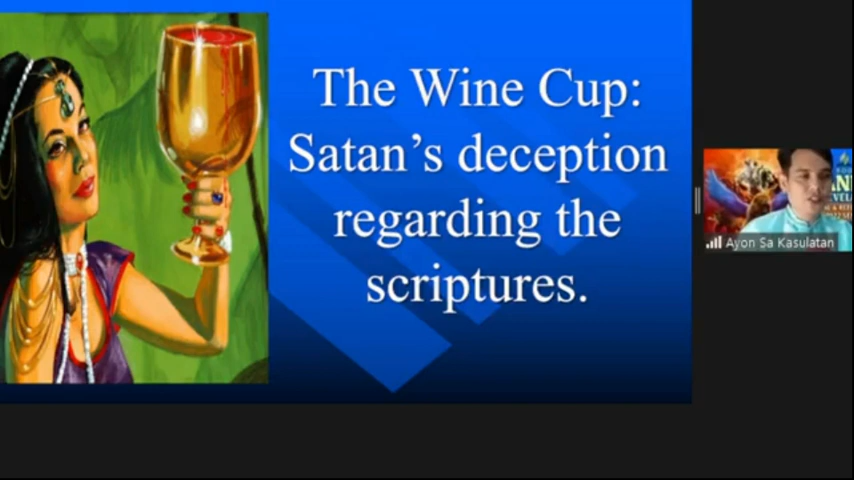 The Wine Cup:
Satan's deception
regarding the
scriptures.
Ayon Sa Kasulatan